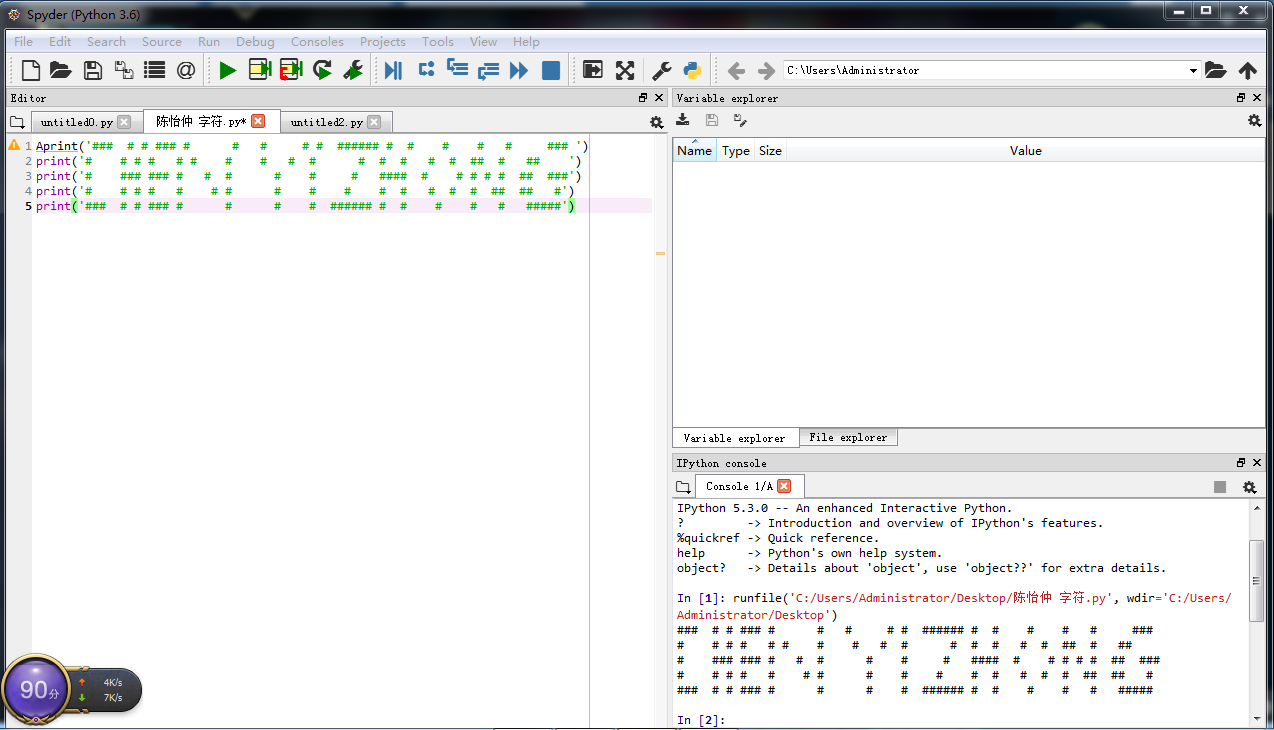 Spyder (Python 3.6)
File Edit Search Source Run Debug Consoles Projects Tools View Help
C:\Users\Administrator
Editor
untitled0.py 陈怡仲 字符.py* untitled2.py
1 Aprint('###  # # ### #      #   #     # #  ###### #  #    #    #   #     ### ')
2 print('#    # # #   # #    #    #   # #      #  #  #   #  #  ##  #   ##     ')
3 print('#    ### ### #   #  #      #    #     #   ####  #    # # # #  ##  ###')
4 print('#    # # #   #    # #      #    #    #    #  #   #  #  #  ##  ##   #')
5 print('###  # # ### #      #      #    #  ###### #  #    #    #   #   #####')
Variable explorer
Name Type Size Value
Variable explorer File explorer
IPython console
Console 1/A
IPython 5.3.0 -- An enhanced Interactive Python.
?         -> Introduction and overview of IPython's features.
%quickref -> Quick reference.
help      -> Python's own help system.
object?   -> Details about 'object', use 'object??' for extra details.
In [1]: runfile('C:/Users/Administrator/Desktop/陈怡仲 字符.py', wdir='C:/Users/
Administrator/Desktop')
###  # # ### #      #   #     # #  ###### #  #    #    #   #     ###
#    # # #   # #    #    #   # #      #  #  #   #  #  ##  #   ##
#    ### ### #   #  #      #    #     #   ####  #    # # # #  ##  ###
#    # # #   #    # #      #    #    #    #  #   #  #  #  ##  ##   #
###  # # ### #      #      #    #  ###### #  #    #    #   #   #####
In [2]:
90分
4K/s
7K/s